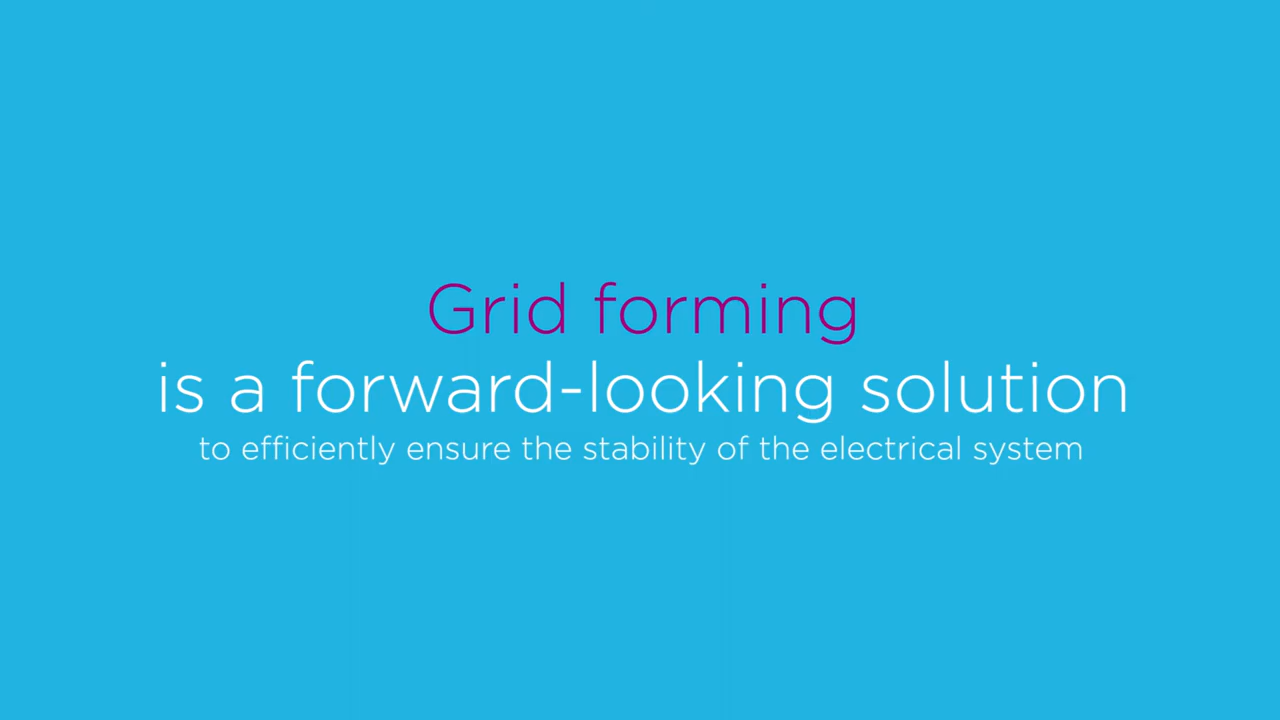 Grid forming
is a forward-looking solution
to efficiently ensure the stability of the electrical system